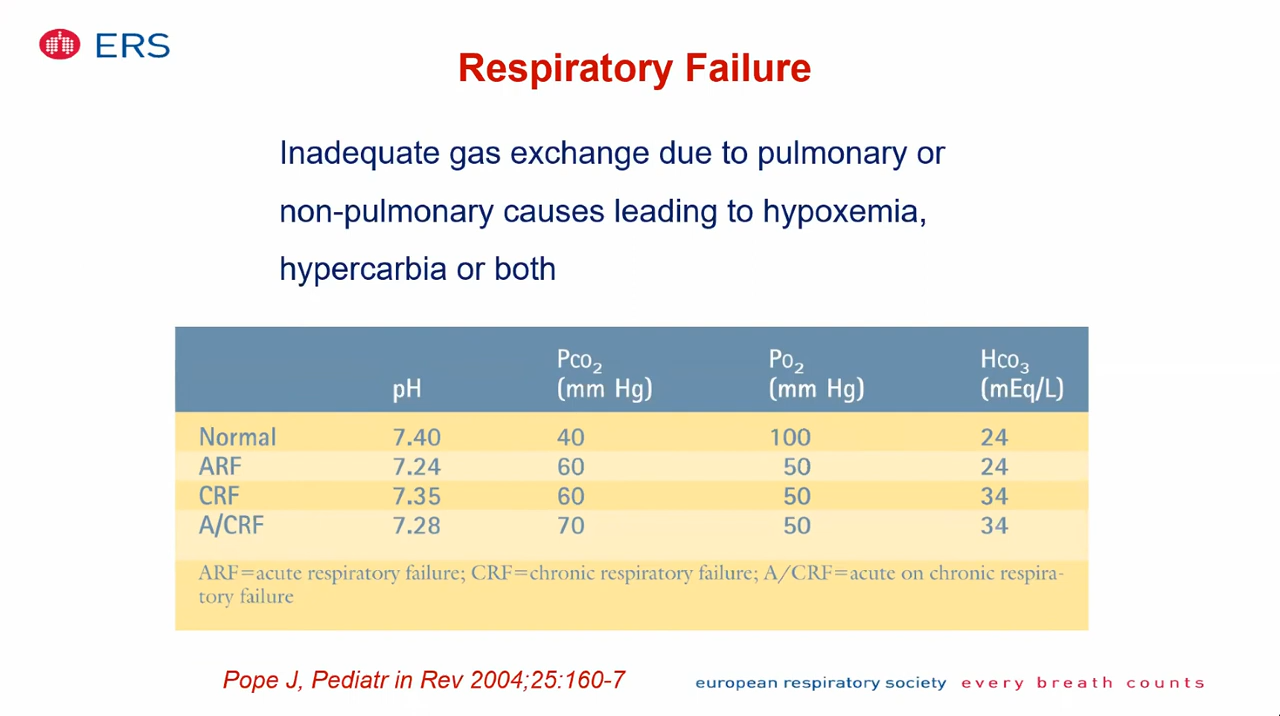 ERS
Respiratory Failure
Inadequate gas exchange due to pulmonary or
non-pulmonary causes leading to hypoxemia,
hypercarbia or both
pH Pco₂ (mm Hg) Po₂ (mm Hg) Hco₃ (mEq/L)
Normal 7.40 40 100 24
ARF 7.24 60 50 24
CRF 7.35 60 50 34
A/CRF 7.28 70 50 34
ARF=acute respiratory failure; CRF=chronic respiratory failure; A/CRF=acute on chronic respira-
tory failure
Pope J, Pediatr in Rev 2004;25:160-7
european respiratory society every breath counts